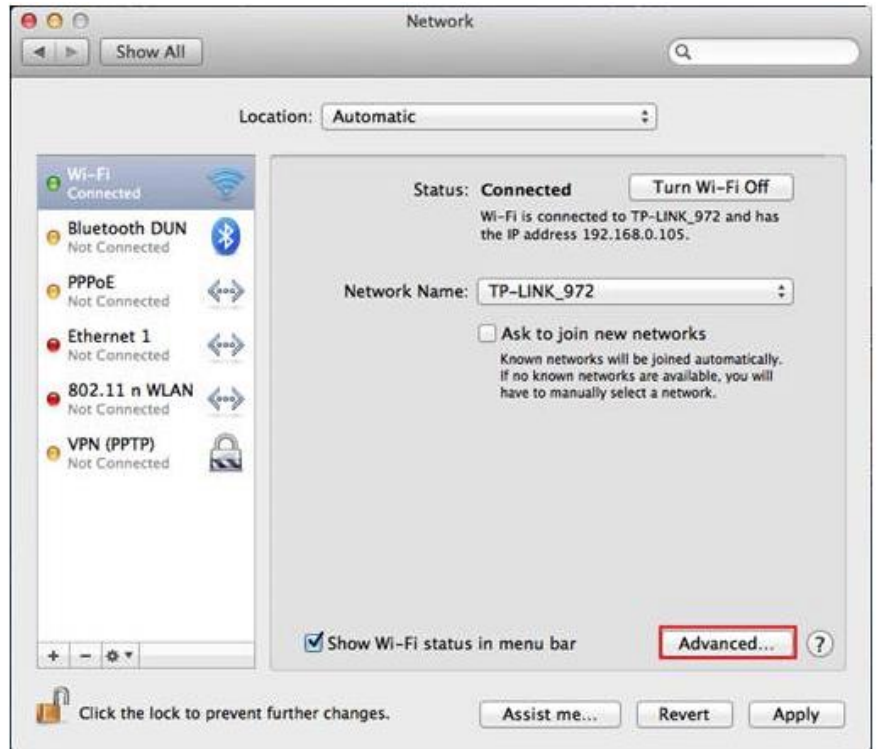 Network
Show All
Location: Automatic
Wi-Fi
Connected
Bluetooth DUN
Not Connected
PPPoE
Not Connected
Ethernet 1
Not Connected
802.11 n WLAN
Not Connected
VPN (PPTP)
Not Connected
+ -
Status: Connected Turn Wi-Fi Off
Wi-Fi is connected to TP-LINK_972 and has
the IP address 192.168.0.105.
Network Name: TP-LINK_972
Ask to join new networks
Known networks will be joined automatically.
If no known networks are available, you will
have to manually select a network.
Show Wi-Fi status in menu bar Advanced... ?
Click the lock to prevent further changes. Assist me... Revert Apply